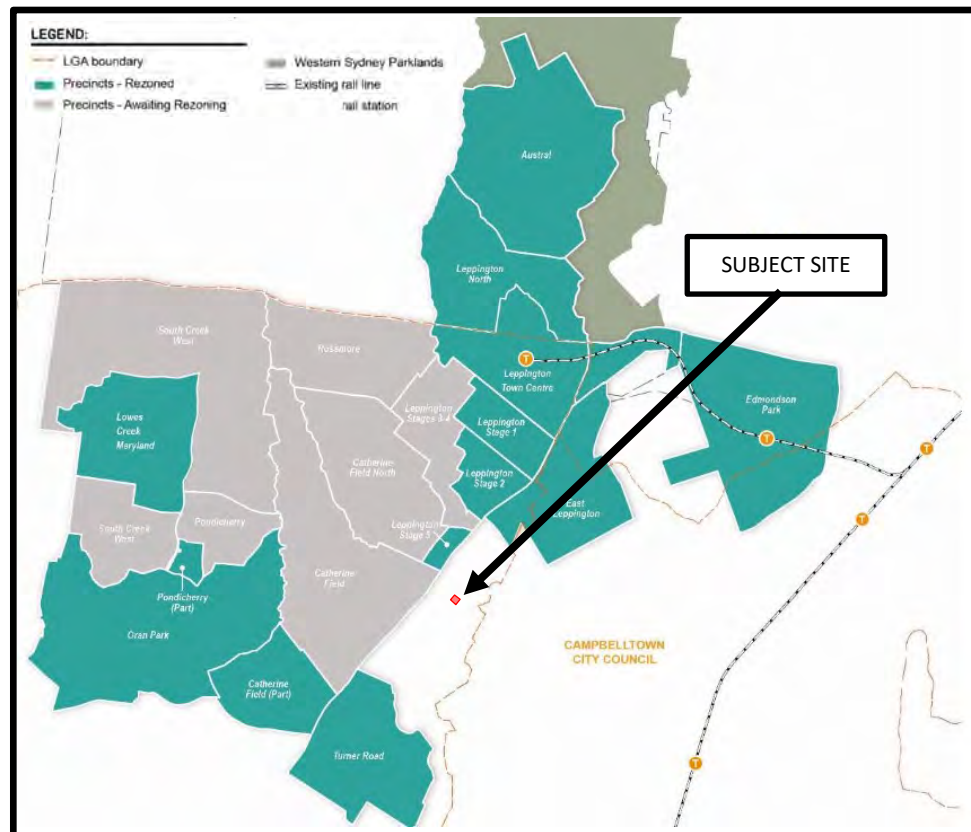 LEGEND:
LGA boundary
Precincts - Rezoned
Precincts - Awaiting Rezoning
Western Sydney Parklands
Existing rail line
rail station
Austral
SUBJECT SITE
Leppington
North
South Creek
West
Rossmore
T
Leppington
Town Centre
Edmondson
Park
T
T
Lowes
Creek
Maryland
Leppington
Stages 3-4
Leppington
Stage 1
Catherine
Field North
Leppington
Stage 2
East
Leppington
T
South Creek
West
Pondicherry
Leppington
Stage 5
Pondicherry
(Part)
Catherine
Field
Oran Park
CAMPBELLTOWN
CITY COUNCIL
Catherine
Field (Part)
Turner Road
T